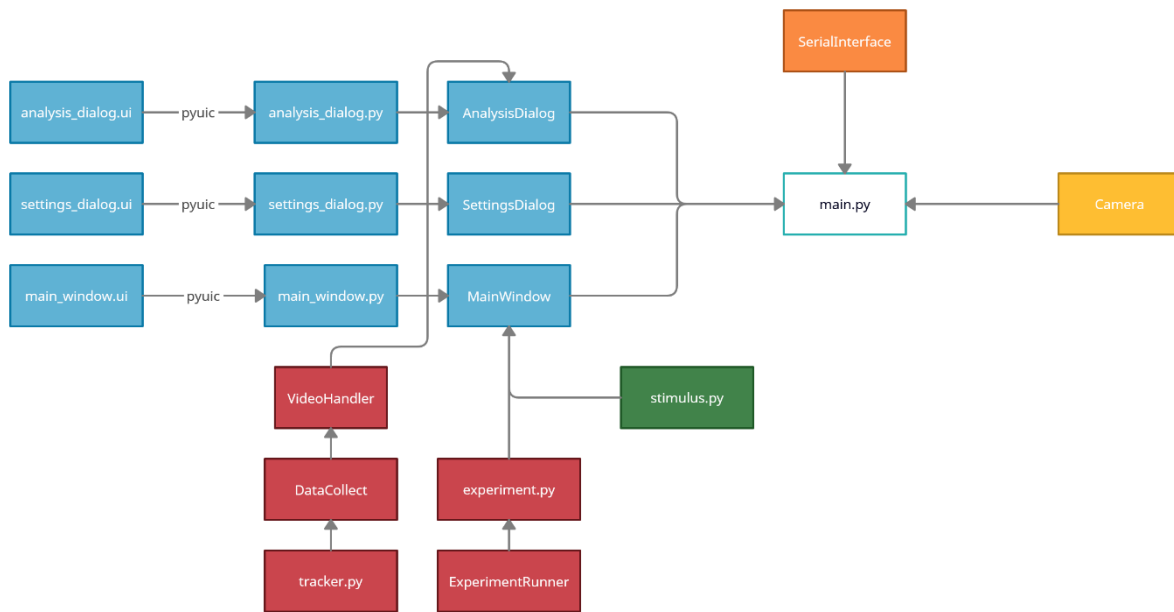 SerialInterface
analysis_dialog.ui
pyuic
analysis_dialog.py
AnalysisDialog
settings_dialog.ui
pyuic
settings_dialog.py
SettingsDialog
main.py
Camera
main_window.ui
pyuic
main_window.py
MainWindow
VideoHandler
stimulus.py
DataCollect
experiment.py
tracker.py
ExperimentRunner